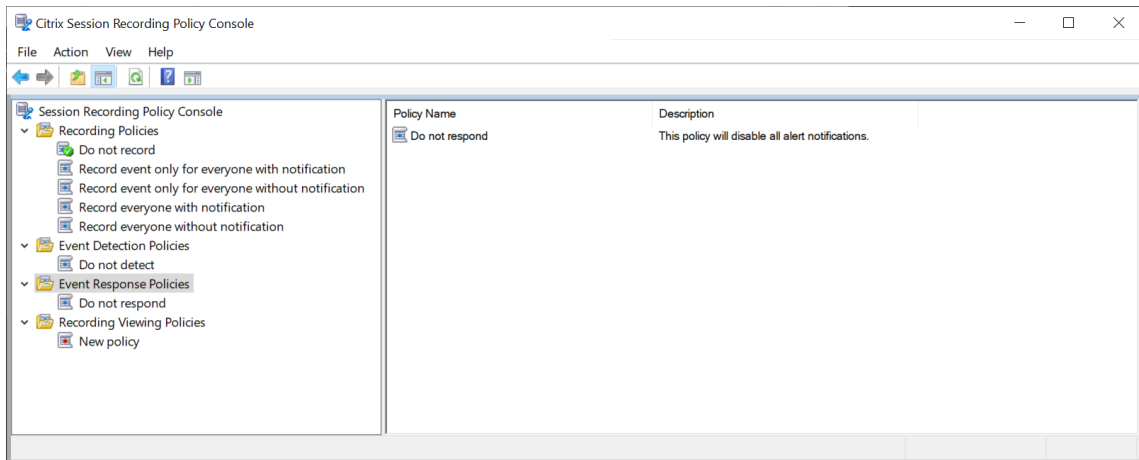 Citrix Session Recording Policy Console
File Action View Help
Session Recording Policy Console
Recording Policies
Do not record
Record event only for everyone with notification
Record event only for everyone without notification
Record everyone with notification
Record everyone without notification
Event Detection Policies
Do not detect
Event Response Policies
Do not respond
Recording Viewing Policies
New policy
Policy Name Description
Do not respond This policy will disable all alert notifications.